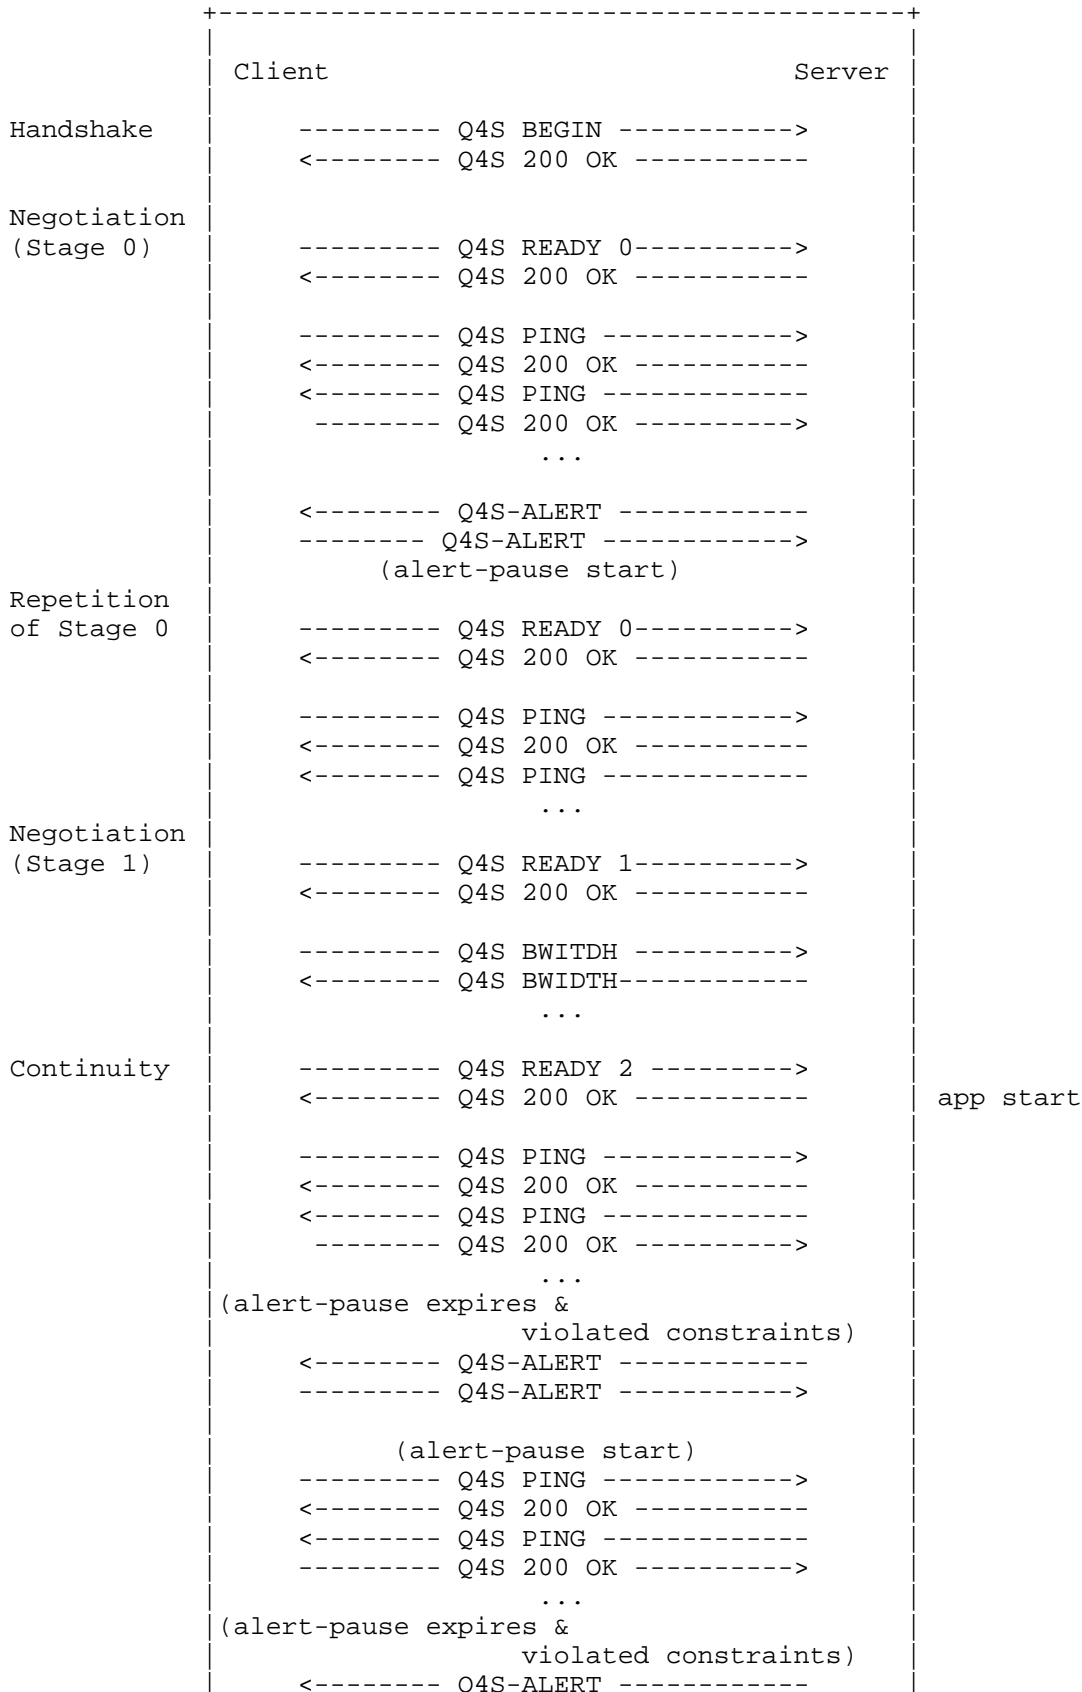 +-------------------------------------------+
| |
| Client Server |
| |
Handshake | --------- Q4S BEGIN -----------> |
| <-------- Q4S 200 OK ----------- |
| |
Negotiation | |
(Stage 0) | --------- Q4S READY 0----------> |
| <-------- Q4S 200 OK ----------- |
| |
| --------- Q4S PING ------------> |
| <-------- Q4S 200 OK ----------- |
| <-------- Q4S PING ------------- |
| -------- Q4S 200 OK ----------> |
| ... |
| |
| <-------- Q4S-ALERT ------------ |
| -------- Q4S-ALERT ------------> |
| (alert-pause start) |
Repetition | |
of Stage 0 | --------- Q4S READY 0----------> |
| <-------- Q4S 200 OK ----------- |
| |
| --------- Q4S PING ------------> |
| <-------- Q4S 200 OK ----------- |
| <-------- Q4S PING ------------- |
| ... |
Negotiation | |
(Stage 1) | --------- Q4S READY 1----------> |
| <-------- Q4S 200 OK ----------- |
| |
| --------- Q4S BWITDH ----------> |
| <-------- Q4S BWIDTH------------ |
| ... |
| |
Continuity | --------- Q4S READY 2 ---------> |
| <-------- Q4S 200 OK ----------- | app start
| |
| --------- Q4S PING ------------> |
| <-------- Q4S 200 OK ----------- |
| <-------- Q4S PING ------------- |
| -------- Q4S 200 OK ----------> |
| ... |
|(alert-pause expires & |
| violated constraints) |
| <-------- Q4S-ALERT ------------ |
| --------- Q4S-ALERT -----------> |
| |
| (alert-pause start) |
| --------- Q4S PING ------------> |
| <-------- Q4S 200 OK ----------- |
| <-------- Q4S PING ------------- |
| --------- Q4S 200 OK ----------> |
| ... |
|(alert-pause expires & |
| violated constraints) |
| <-------- Q4S-ALERT ------------ |